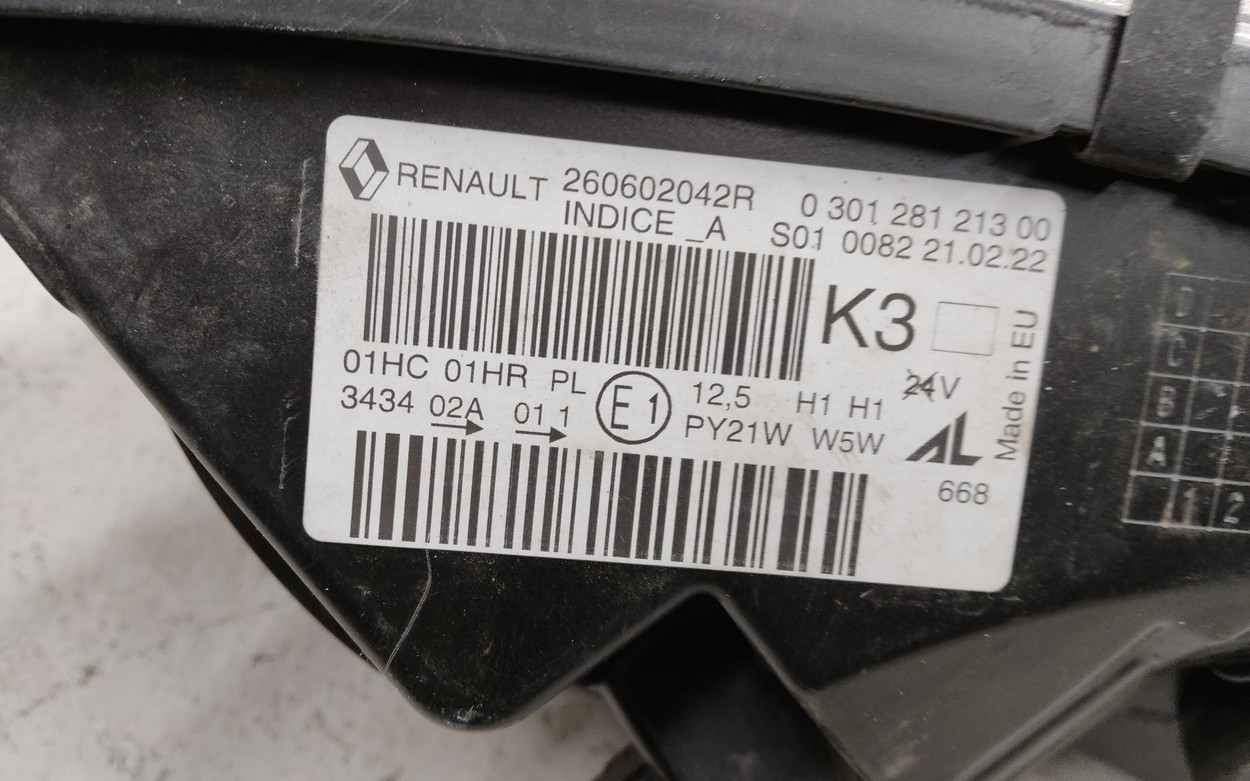 RENAULT 260602042R 0 301 281 213 00
INDICE _A S01 0082 21.02.22
K3
Made in EU
01HC 01HR PL E1 12,5 H1 H1 24V
3434 02A 01 1 PY21W W5W AL
668
D
C
B
A
1 2